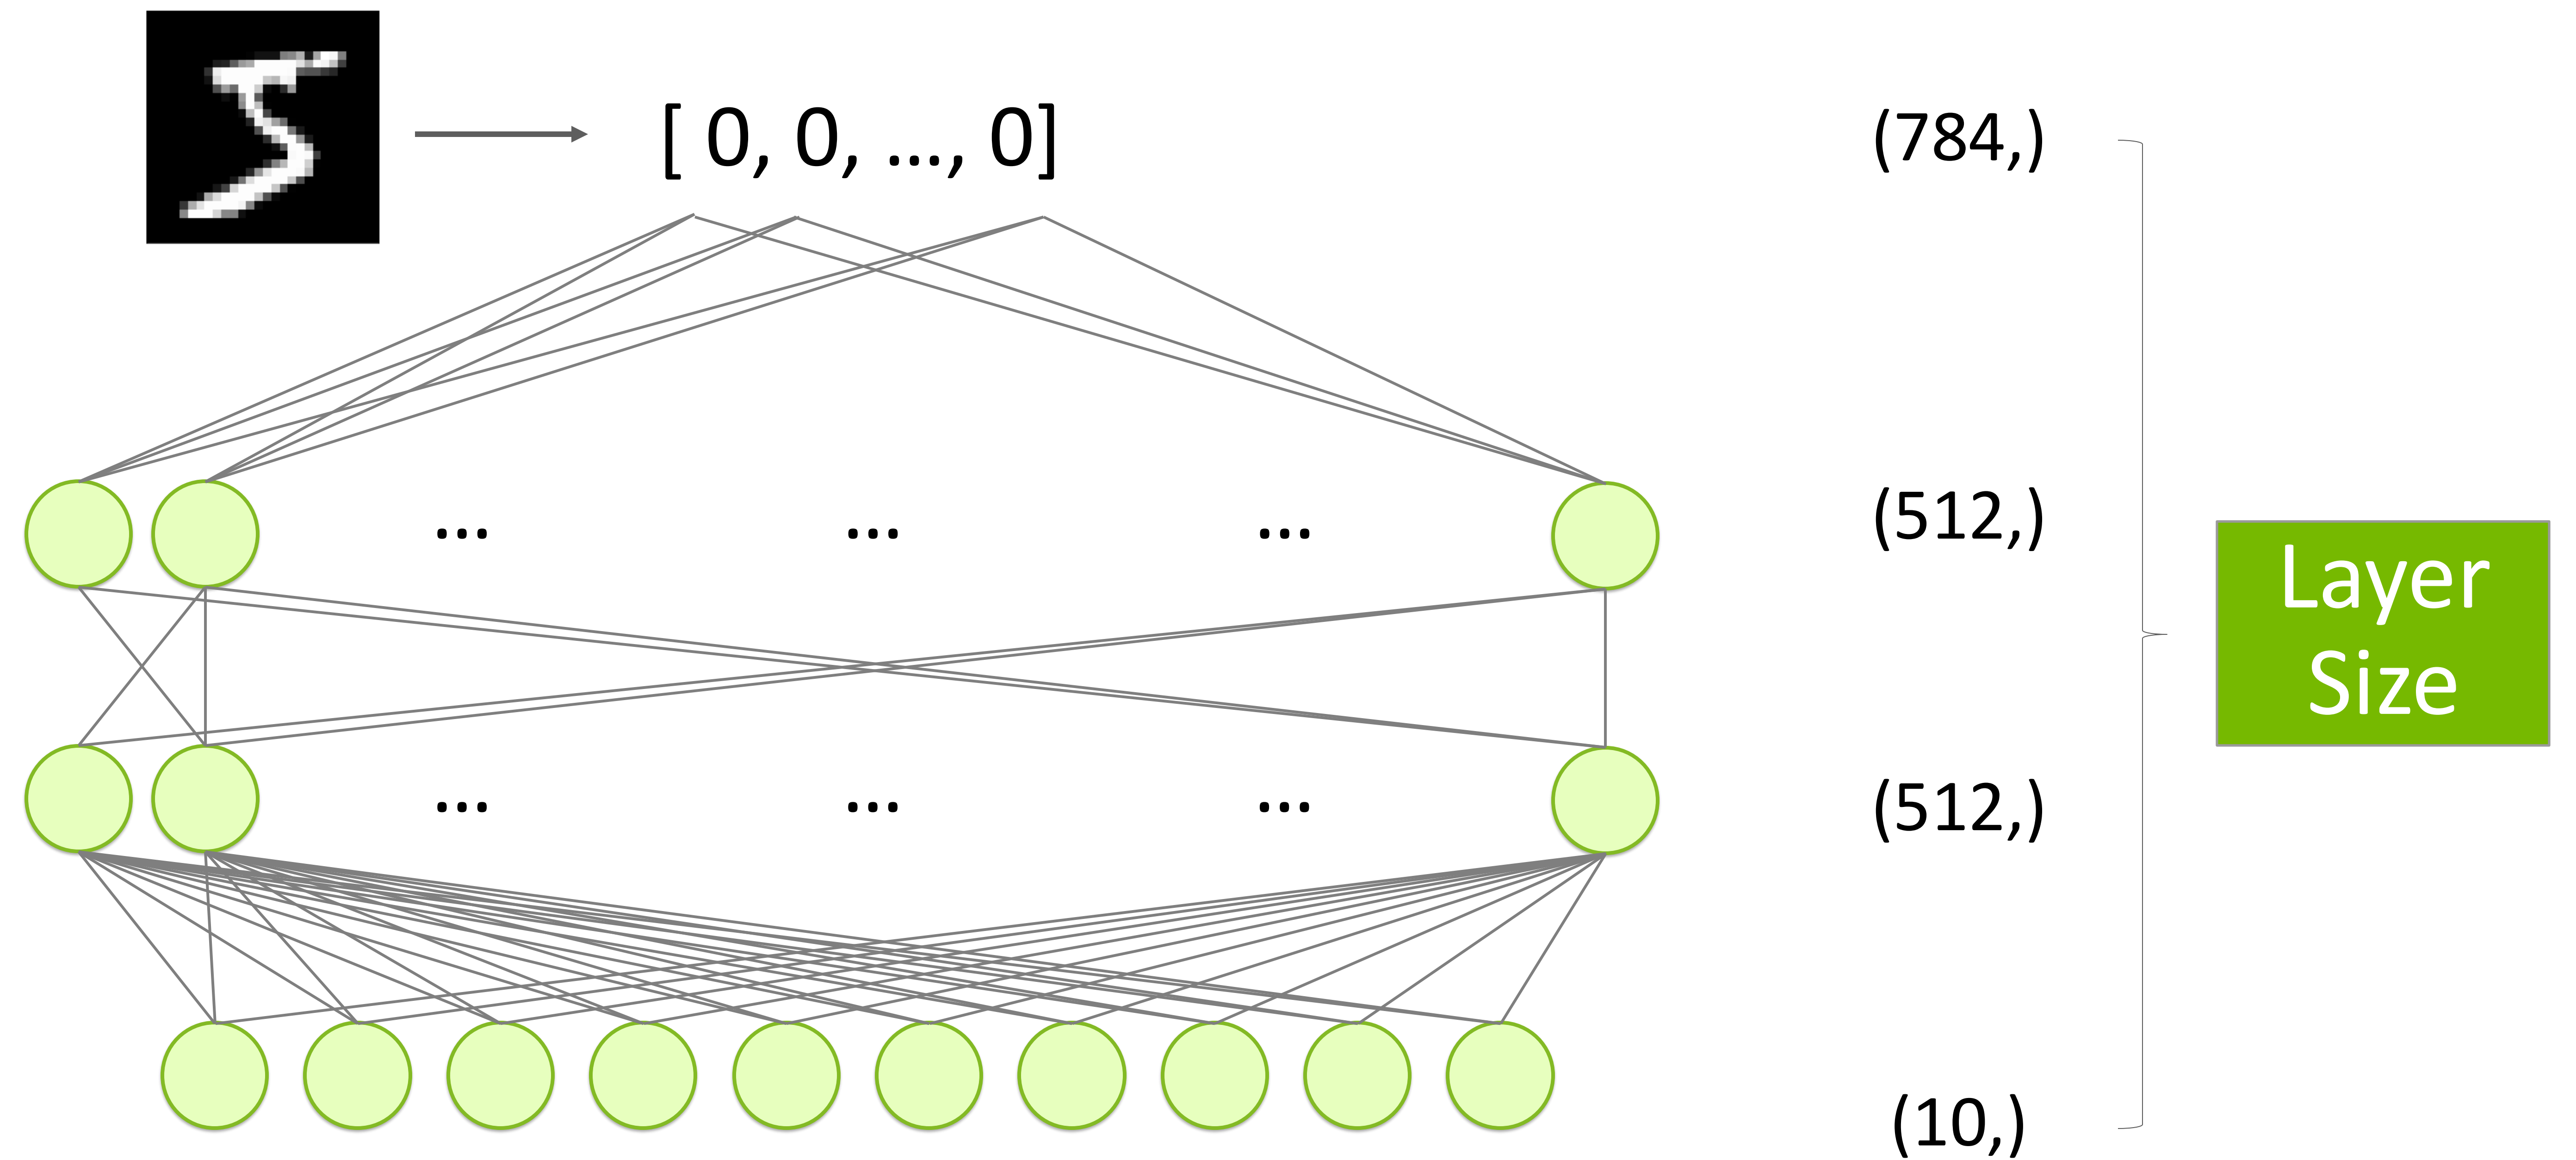 [ 0, 0, ..., 0]
(784,)
... ... ...
(512,)
Layer
Size
... ... ...
(512,)
(10,)